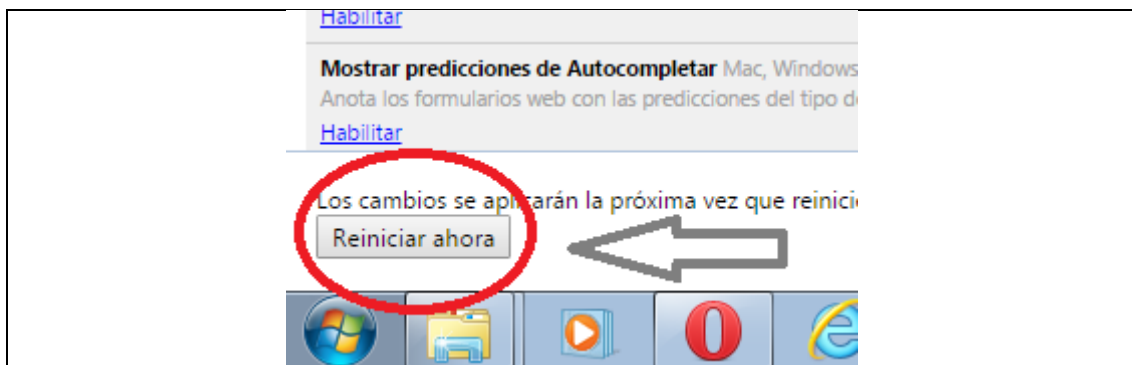 Habilitar
Mostrar predicciones de Autocompletar Mac, Windows
Anota los formularios web con las predicciones del tipo d
Habilitar
Los cambios se aplicarán la próxima vez que reinici
Reiniciar ahora